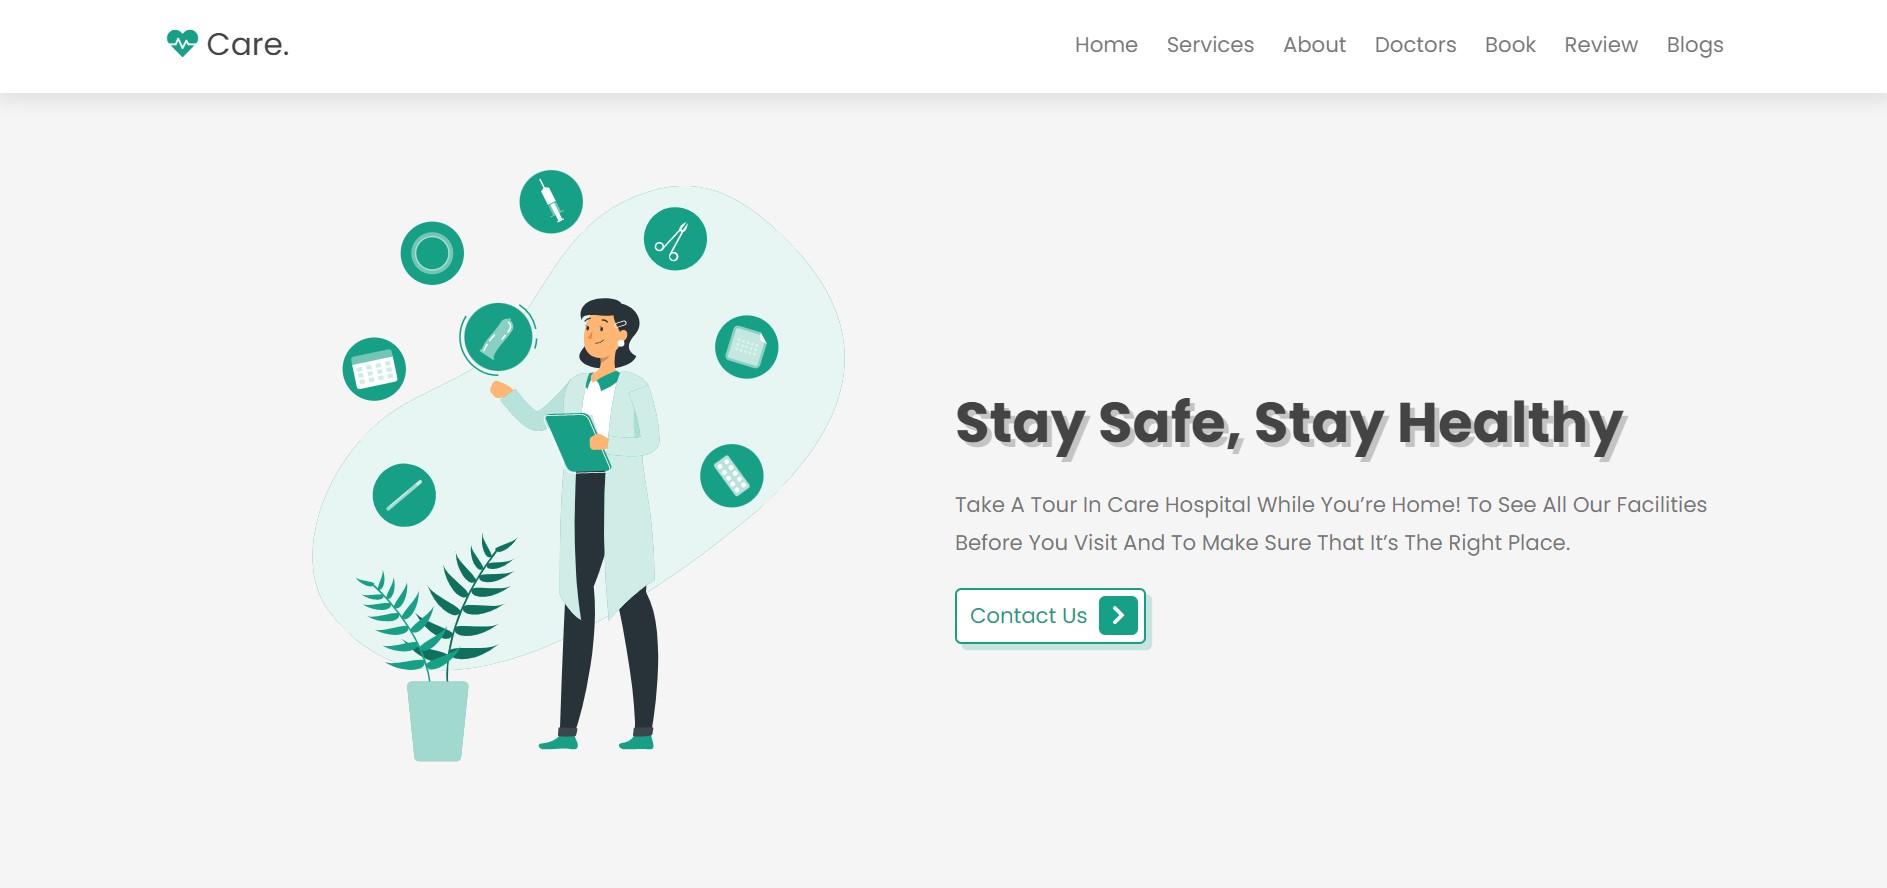 Care.
Home Services About Doctors Book Review Blogs
Stay Safe, Stay Healthy
Take A Tour In Care Hospital While You’re Home! To See All Our Facilities
Before You Visit And To Make Sure That It’s The Right Place.
Contact Us